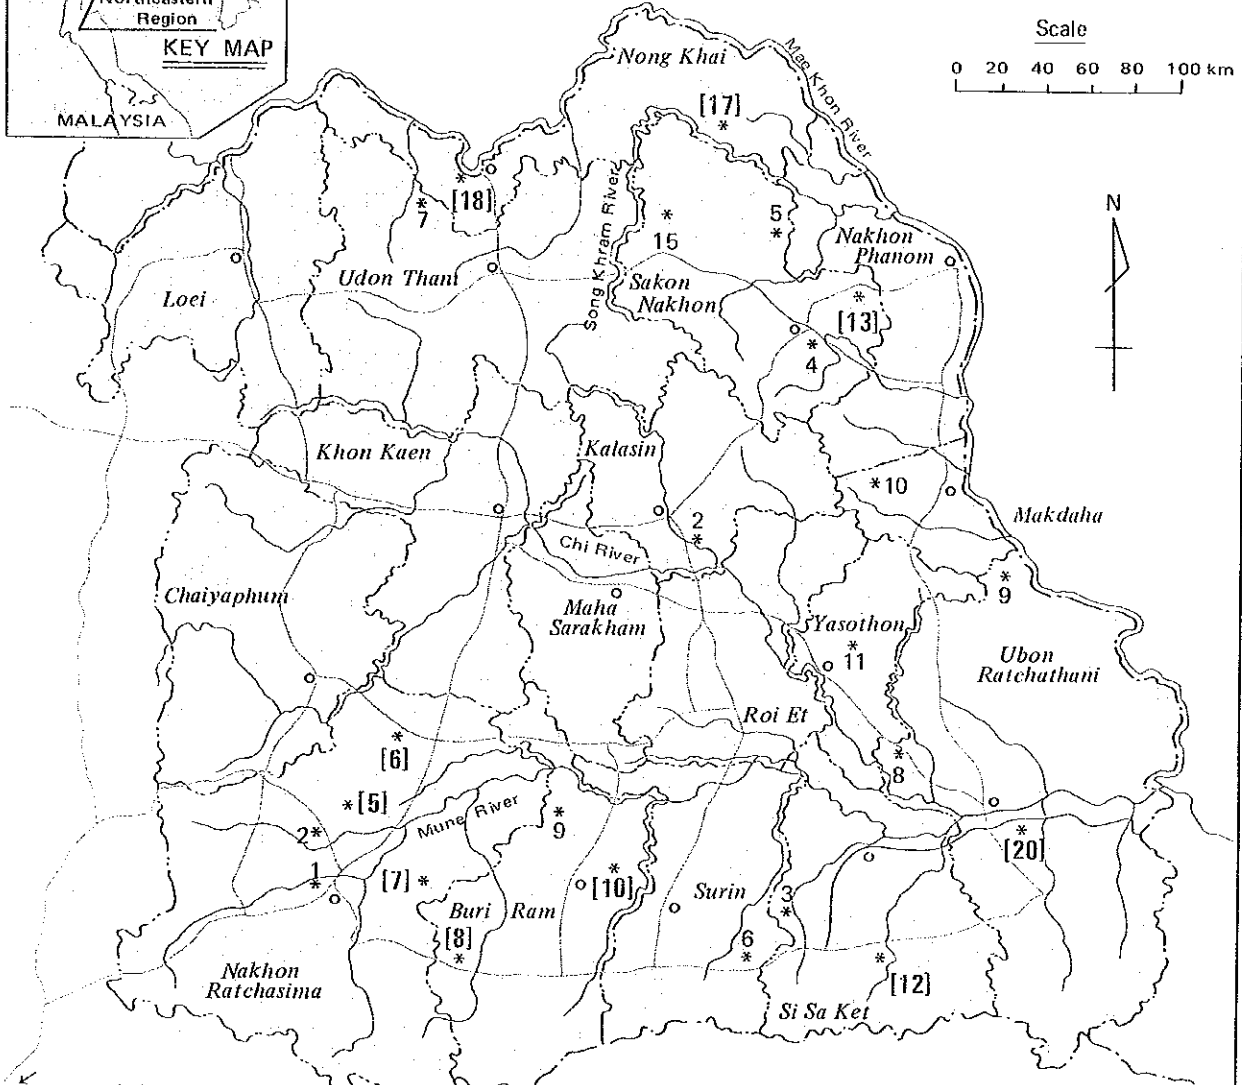 Northeastern
Region
KEY MAP
MALAYSIA
Scale
0 20 40 60 80 100 km
Nong Khai
Mae Khon River
[17]
*
*
[18]
*
7
*
15
5
*
Song Khram River
Nakhon
Phanom
N
Udon Thani
Loei
Sakon
Nakhon
*
[13]
*
4
Khon Kaen
Kalasin
*10
Makdaha
2
*
Chi River
*
9
Chaiyaphum
Maha
Sarakham
Yasothon
*
11
Ubon
Ratchathani
Roi Et
*
[6]
*
8
*[5]
Mune River
*
9
2*
*
[20]
1
*
[7]*
*
[10]
Surin
3
*
Buri Ram
[8]
*
6
*
*
[12]
Nakhon
Ratchasima
Si Sa Ket